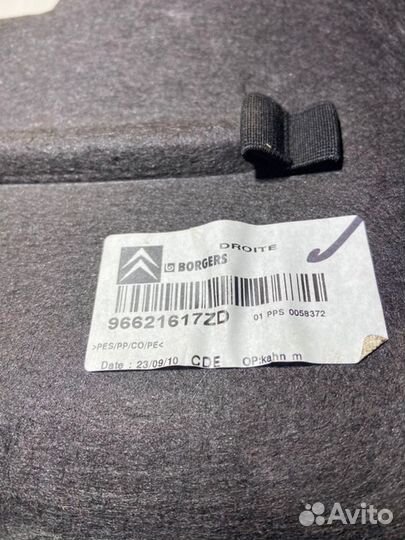 DROITE
BORGERS
96621617ZD 01 PPS 0058372
>PES/PP/CO/PE<
Date : 23/09/10 CDE OP:kahn m
Avito